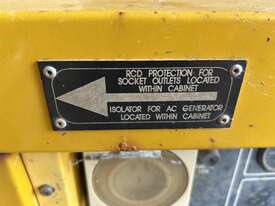 RCD PROTECTION FOR
SOCKET OUTLETS LOCATED
WITHIN CABINET
ISOLATOR FOR AC GENERATOR
LOCATED WITHIN CABINET